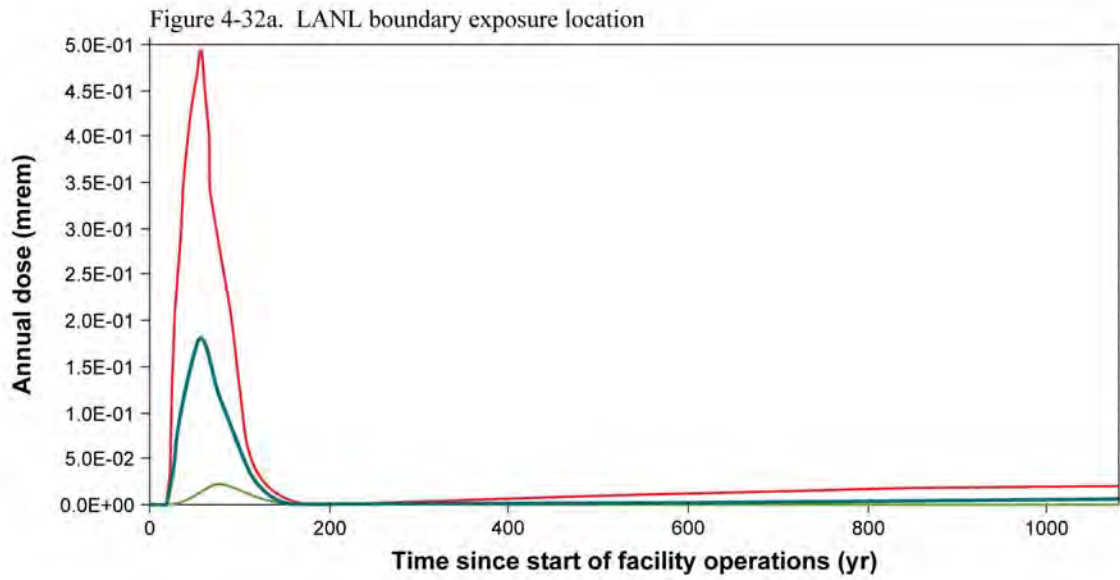 Figure 4-32a. LANL boundary exposure location
5.0E-01
4.5E-01
4.0E-01
3.5E-01
3.0E-01
2.5E-01
2.0E-01
1.5E-01
1.0E-01
5.0E-02
0.0E+00
Annual dose (mrem)
0 200 400 600 800 1000
Time since start of facility operations (yr)